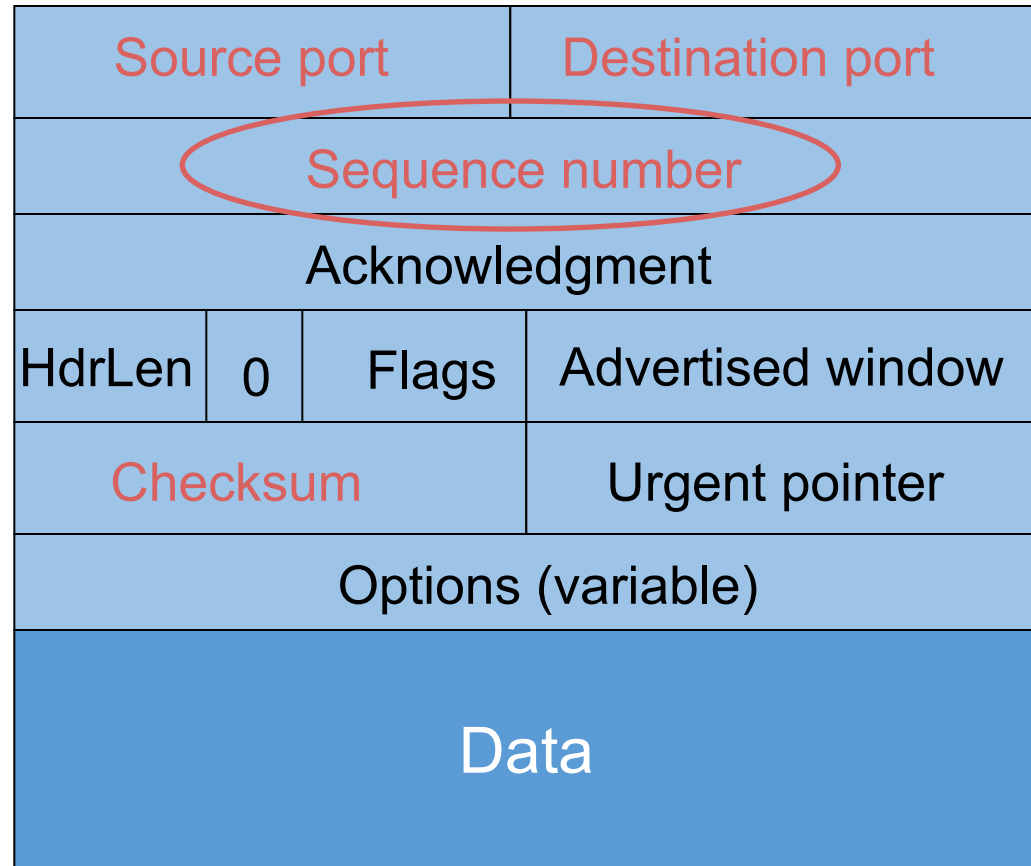 Source port Destination port
Sequence number
Acknowledgment
HdrLen 0 Flags Advertised window
Checksum Urgent pointer
Options (variable)
Data